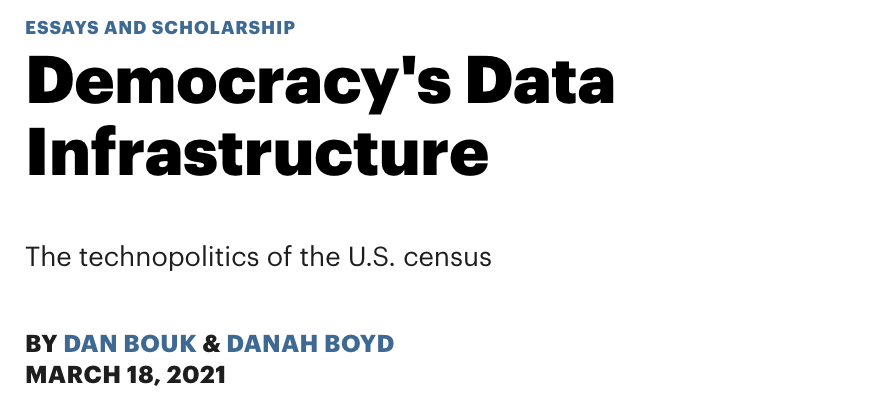 ESSAYS AND SCHOLARSHIP
Democracy's Data
Infrastructure
The technopolitics of the U.S. census
BY DAN BOUK & DANAH BOYD
MARCH 18, 2021